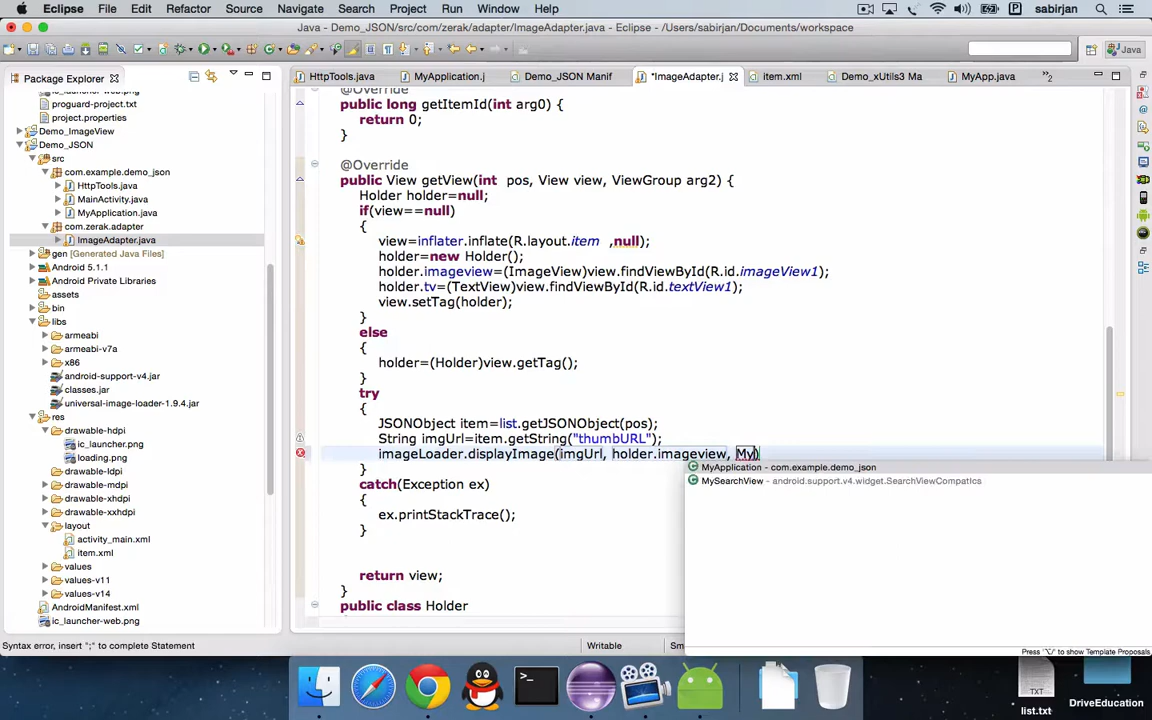 Eclipse File Edit Refactor Source Navigate Search Project Run Window Help sabirjan
Java - Demo_JSON/src/com/zerak/adapter/ImageAdapter.java - Eclipse - /Users/sabirjan/Documents/workspace
Java
Package Explorer
HttpTools.java
MyApplication.j
Demo_JSON Manif
*ImageAdapter.j
item.xml
Demo_xUtils3 Ma
MyApp.java
»2
ic_launcher-web.png
proguard-project.txt
project.properties
Demo_ImageView
Demo_JSON
src
com.example.demo_json
HttpTools.java
MainActivity.java
MyApplication.java
com.zerak.adapter
ImageAdapter.java
gen [Generated Java Files]
Android 5.1.1
Android Private Libraries
assets
bin
libs
armeabi
armeabi-v7a
x86
android-support-v4.jar
classes.jar
universal-image-loader-1.9.4.jar
res
drawable-hdpi
ic_launcher.png
loading.png
drawable-ldpi
drawable-mdpi
drawable-xhdpi
drawable-xxhdpi
layout
activity_main.xml
item.xml
values
values-v11
values-v14
AndroidManifest.xml
ic_launcher-web.png
@Override
public long getItemId(int arg0) {
return 0;
}
@Override
public View getView(int pos, View view, ViewGroup arg2) {
Holder holder=null;
if(view==null)
{
view=inflater.inflate(R.layout.item ,null);
holder=new Holder();
holder.imageview=(ImageView)view.findViewById(R.id.imageView1);
holder.tv=(TextView)view.findViewById(R.id.textView1);
view.setTag(holder);
}
else
{
holder=(Holder)view.getTag();
}
try
{
JSONObject item=list.getJSONObject(pos);
String imgUrl=item.getString("thumbURL");
imageLoader.displayImage(imgUrl, holder.imageview, My)
}
catch(Exception ex)
{
ex.printStackTrace();
}
return view;
}
public class Holder
MyApplication - com.example.demo_json
MySearchView - android.support.v4.widget.SearchViewCompatIcs
Press '⌥/' to show Template Proposals
Syntax error, insert ";" to complete Statement
Writable
Sm
TXT
list.txt
DriveEducation